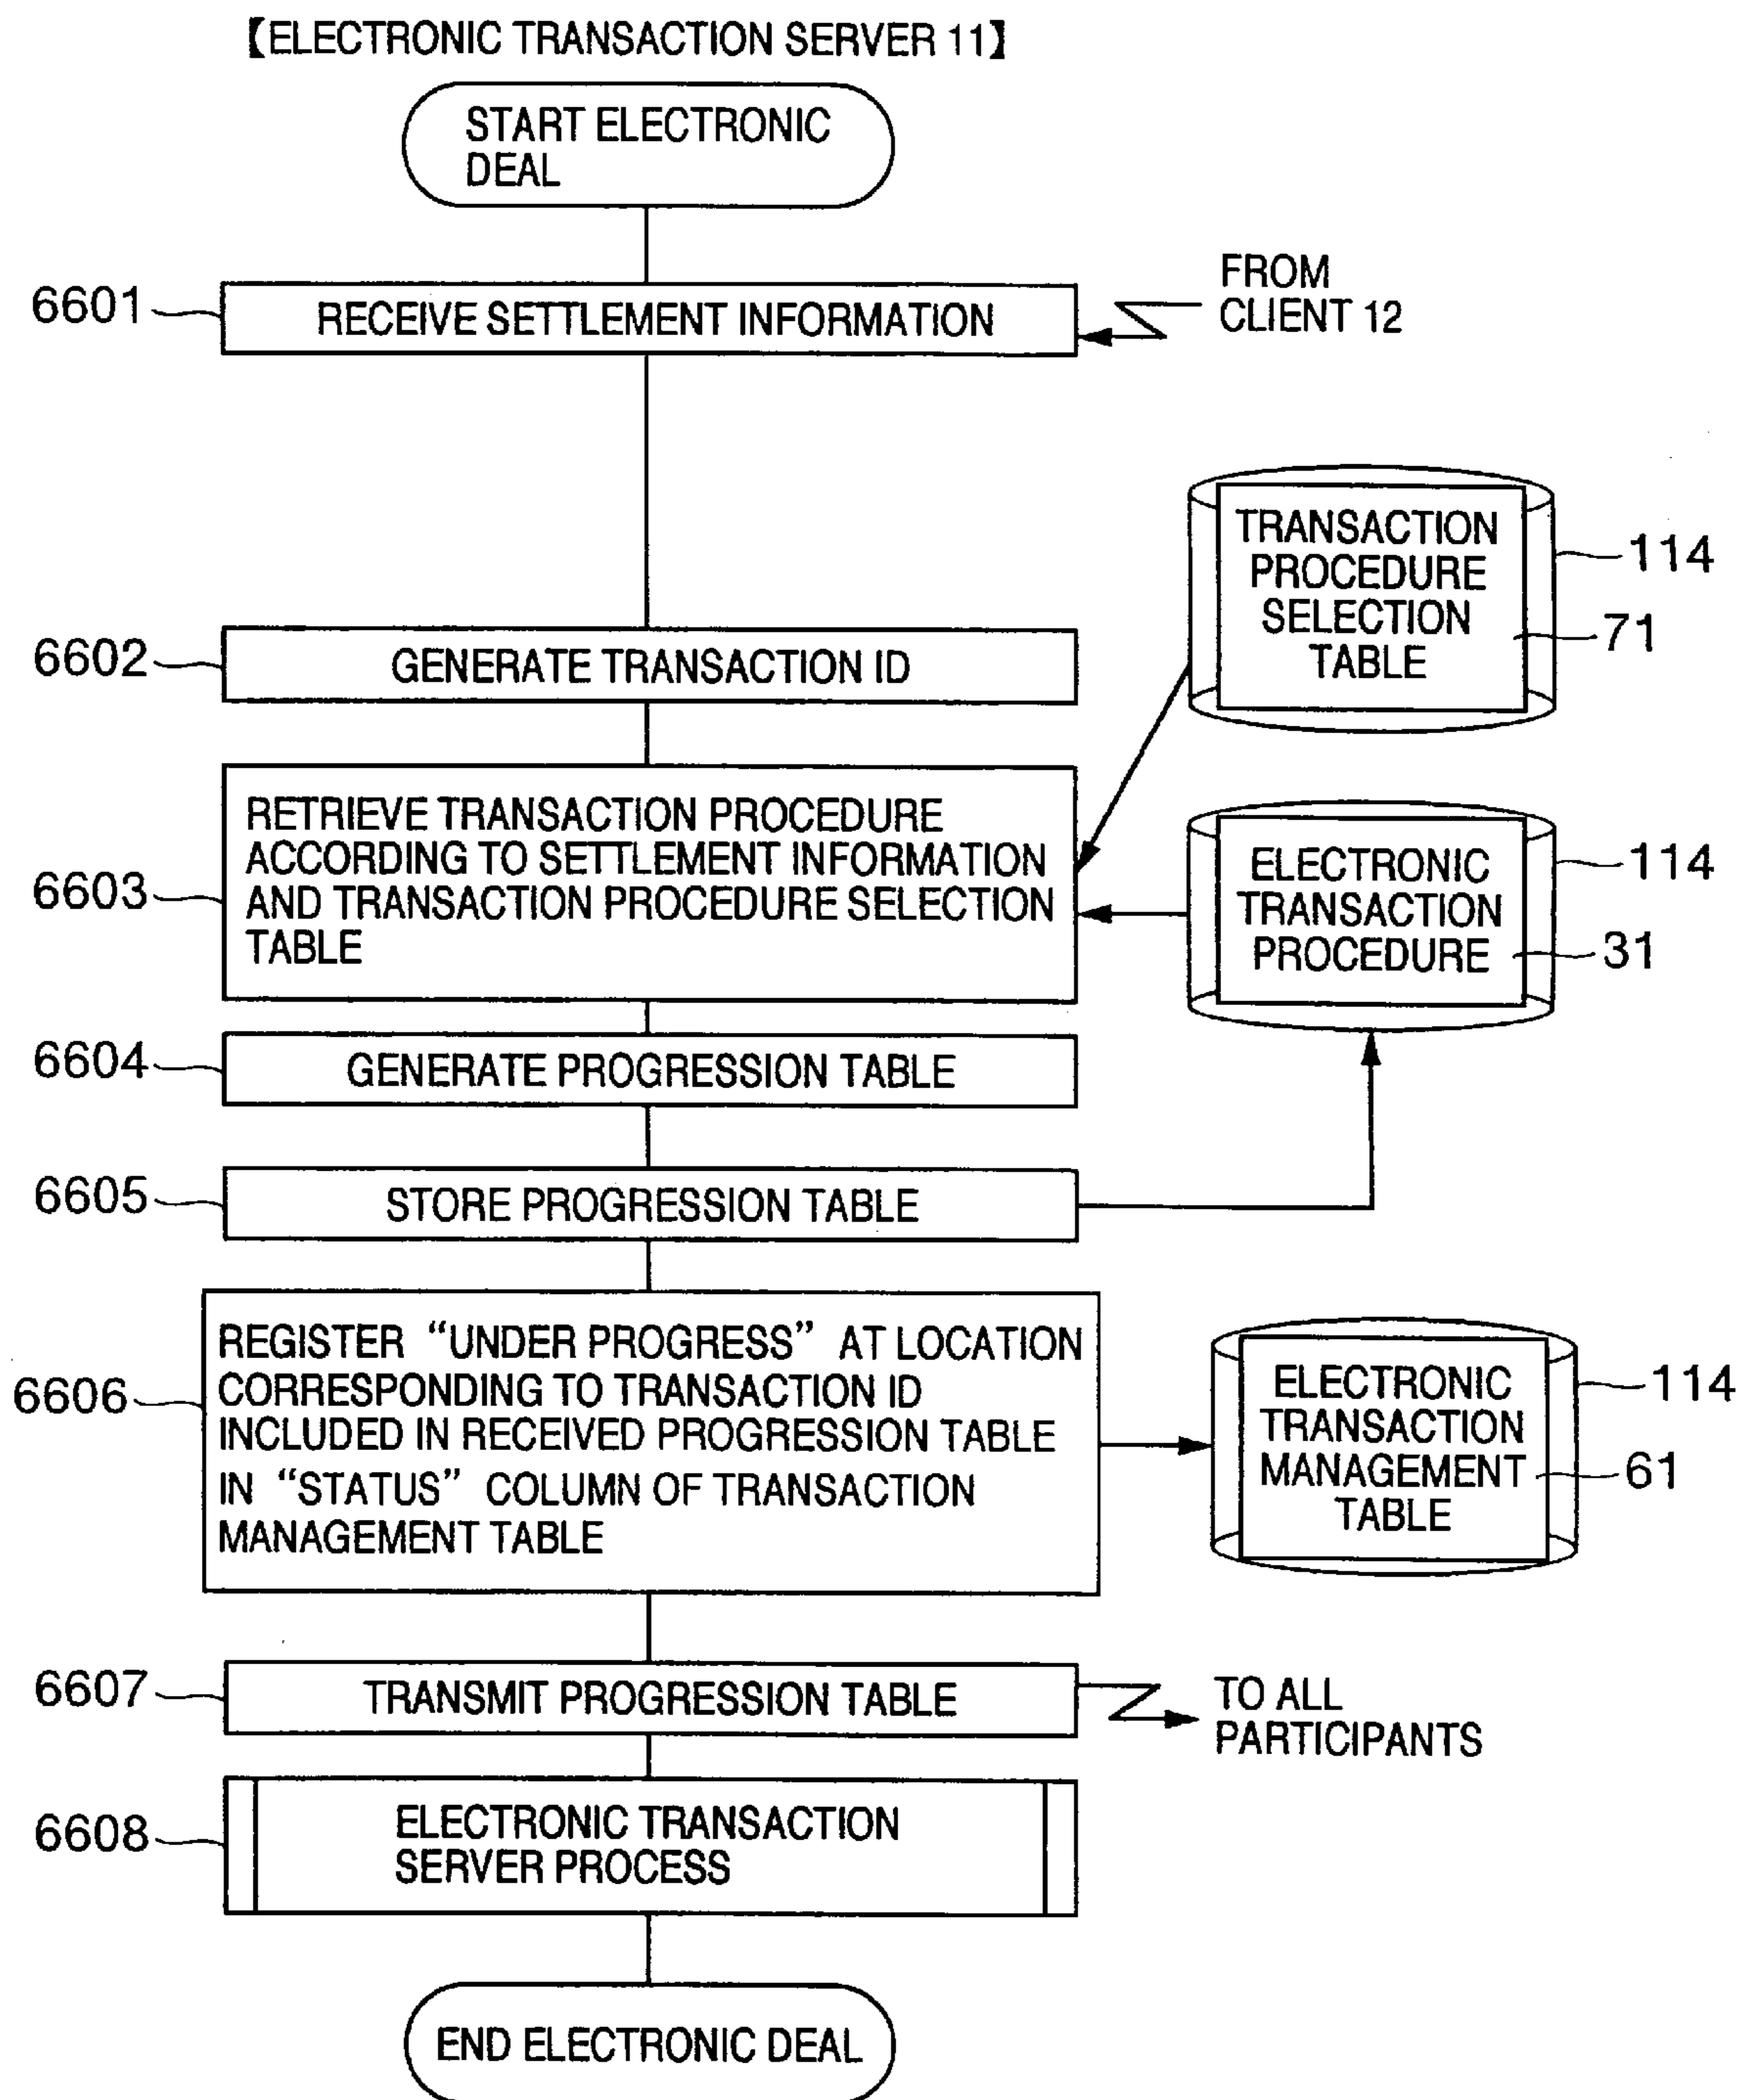 【ELECTRONIC TRANSACTION SERVER 11】
START ELECTRONIC
DEAL
6601
RECEIVE SETTLEMENT INFORMATION
FROM
CLIENT 12
TRANSACTION
PROCEDURE
SELECTION
TABLE
114
71
6602
GENERATE TRANSACTION ID
6603
RETRIEVE TRANSACTION PROCEDURE
ACCORDING TO SETTLEMENT INFORMATION
AND TRANSACTION PROCEDURE SELECTION
TABLE
ELECTRONIC
TRANSACTION
PROCEDURE
114
31
6604
GENERATE PROGRESSION TABLE
6605
STORE PROGRESSION TABLE
6606
REGISTER “UNDER PROGRESS” AT LOCATION
CORRESPONDING TO TRANSACTION ID
INCLUDED IN RECEIVED PROGRESSION TABLE
IN “STATUS” COLUMN OF TRANSACTION
MANAGEMENT TABLE
ELECTRONIC
TRANSACTION
MANAGEMENT
TABLE
114
61
6607
TRANSMIT PROGRESSION TABLE
TO ALL
PARTICIPANTS
6608
ELECTRONIC TRANSACTION
SERVER PROCESS
END ELECTRONIC DEAL